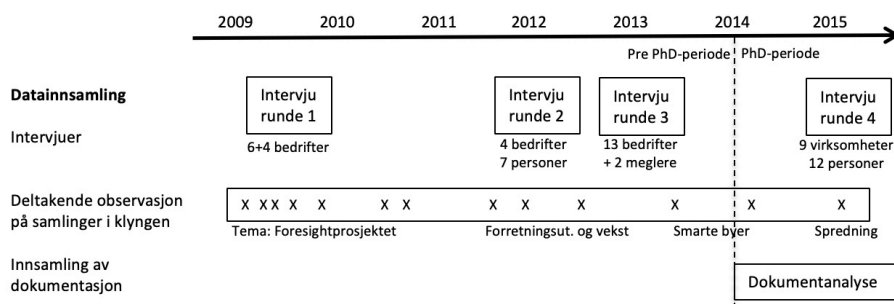 2009 2010 2011 2012 2013 2014 2015
Pre PhD-periode PhD-periode
Datainnsamling
Intervjuer
Intervju
runde 1
6+4 bedrifter
Intervju
runde 2
4 bedrifter
7 personer
Intervju
runde 3
13 bedrifter
+ 2 meglere
Intervju
runde 4
9 virksomheter
12 personer
Deltakende observasjon
på samlinger i klyngen
X X X X X X X X X X X X X
Tema: Foresightprosjektet Forretningsut. og vekst Smarte byer Spredning
Innsamling av
dokumentasjon
Dokumentanalyse